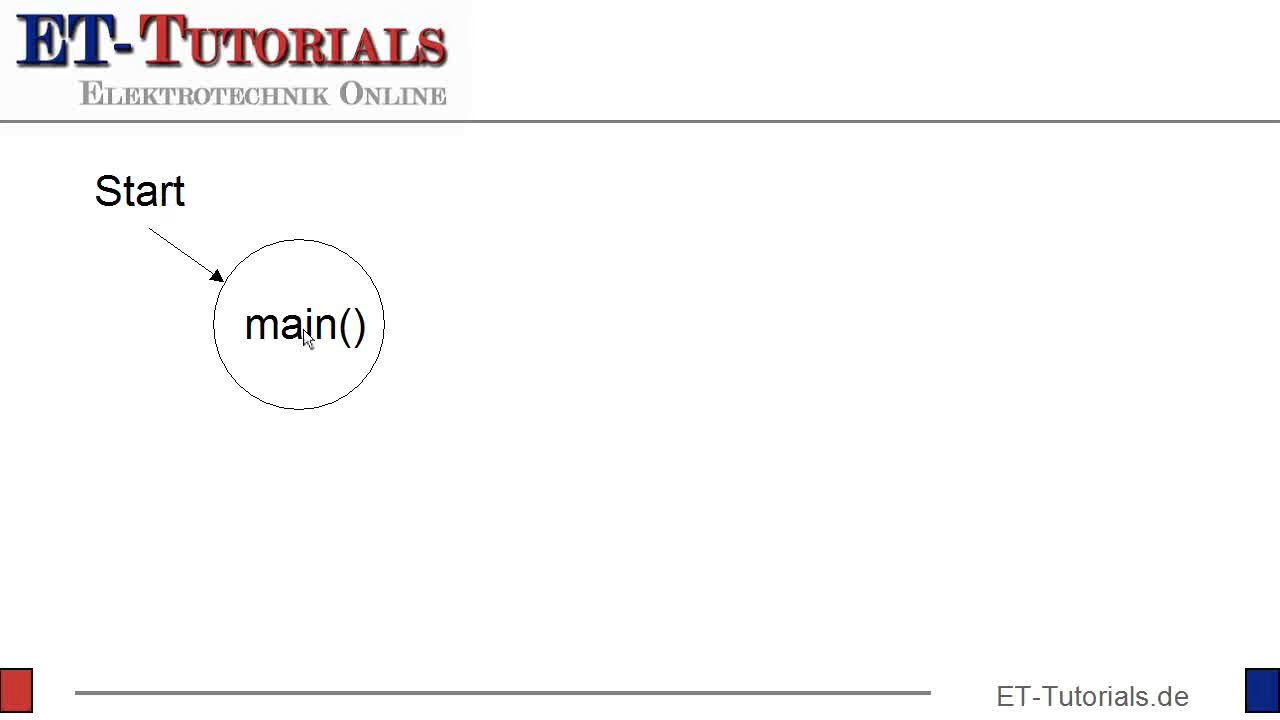 ET-Tutorials
Elektrotechnik Online
Start
main()
ET-Tutorials.de